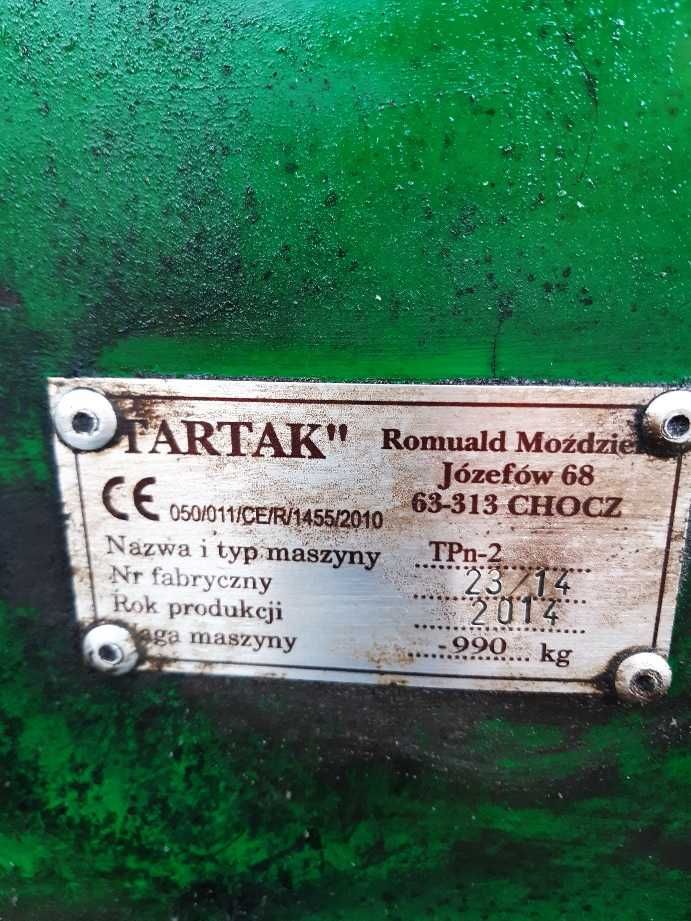 TARTAK"
Romuald Moździe
Józefów 68
63-313 CHOCZ
CE 050/011/CE/R/1455/2010
Nazwa i typ maszyny TPn-2
Nr fabryczny 23/14
Rok produkcji 2014
aga maszyny -990 kg